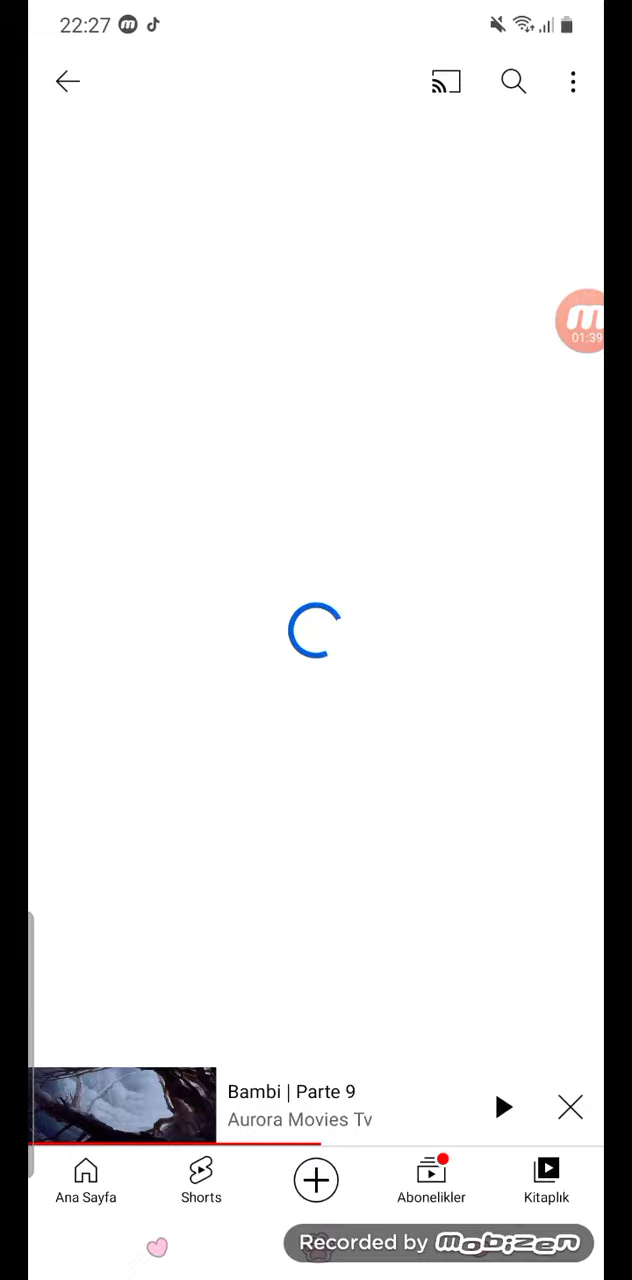 22:27
01:39
Bambi | Parte 9
Aurora Movies Tv
Ana Sayfa
Shorts
Abonelikler
Kitaplık
Recorded by mobizen